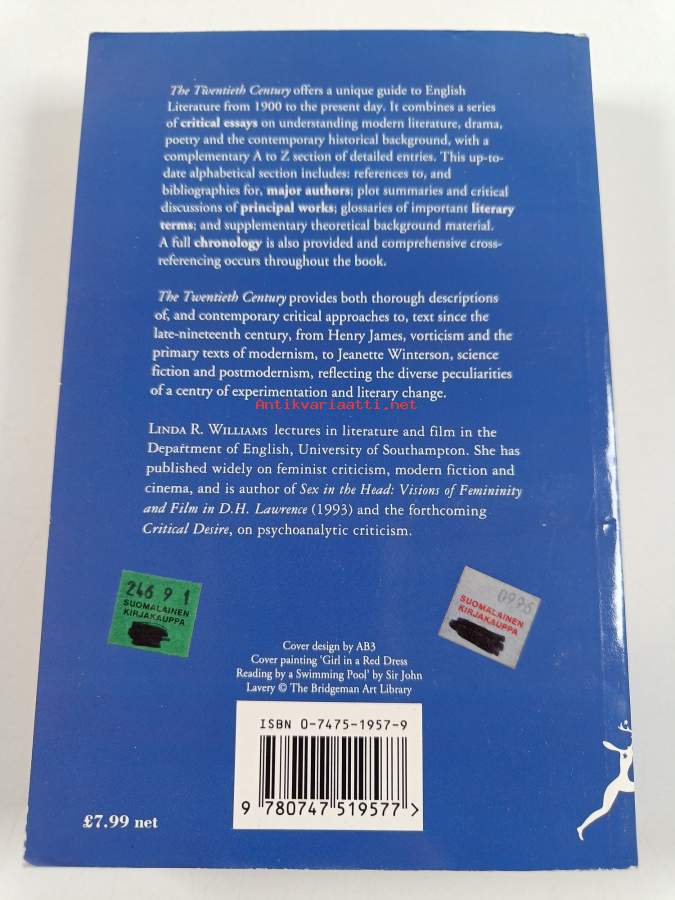 The Twentieth Century offers a unique guide to English
Literature from 1900 to the present day. It combines a series
of critical essays on understanding modern literature, drama,
poetry and the contemporary historical background, with a
complementary A to Z section of detailed entries. This up-to-
date alphabetical section includes: references to, and
bibliographies for, major authors; plot summaries and critical
discussions of principal works; glossaries of important literary
terms; and supplementary theoretical background material.
A full chronology is also provided and comprehensive cross-
referencing occurs throughout the book.
The Twentieth Century provides both thorough descriptions
of, and contemporary critical approaches to, text since the
late-nineteenth century, from Henry James, vorticism and the
primary texts of modernism, to Jeanette Winterson, science
fiction and postmodernism, reflecting the diverse peculiarities
of a centry of experimentation and literary change.
Antikvariaatti.net
LINDA R. WILLIAMS lectures in literature and film in the
Department of English, University of Southampton. She has
published widely on feminist criticism, modern fiction and
cinema, and is author of Sex in the Head: Visions of Femininity
and Film in D.H. Lawrence (1993) and the forthcoming
Critical Desire, on psychoanalytic criticism.
246 9 1
SUOMALAINEN
KIRJAKAUPPA
0996
SUOMALAINEN
KIRJAKAUPPA
Cover design by AB3
Cover painting 'Girl in a Red Dress
Reading by a Swimming Pool' by Sir John
Lavery © The Bridgeman Art Library
ISBN 0-7475-1957-9
9 780747 519577 >
£7.99 net